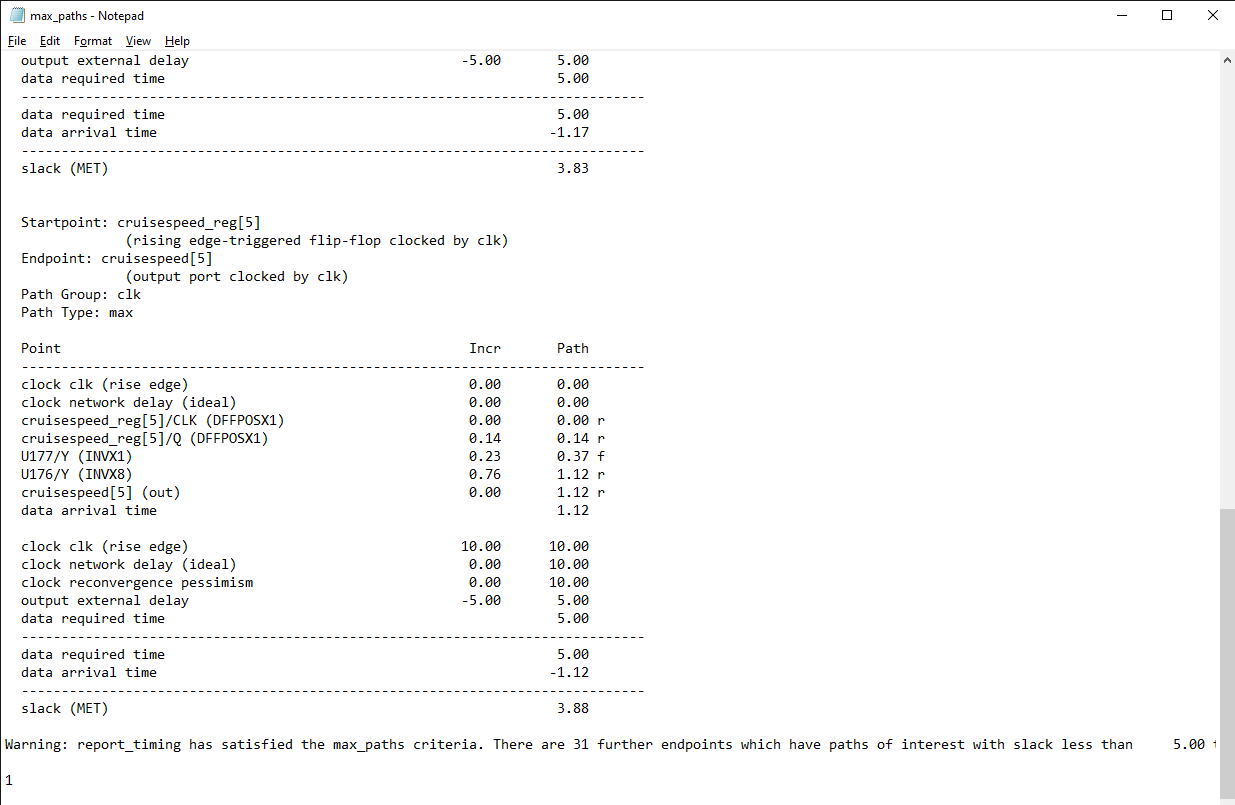 max_paths - Notepad
File Edit Format View Help
output external delay -5.00 5.00
data required time 5.00
------------------------------------------------------------------------------
data required time 5.00
data arrival time -1.17
------------------------------------------------------------------------------
slack (MET) 3.83
Startpoint: cruisespeed_reg[5]
(rising edge-triggered flip-flop clocked by clk)
Endpoint: cruisespeed[5]
(output port clocked by clk)
Path Group: clk
Path Type: max
Point Incr Path
------------------------------------------------------------------------------
clock clk (rise edge) 0.00 0.00
clock network delay (ideal) 0.00 0.00
cruisespeed_reg[5]/CLK (DFFPOSX1) 0.00 0.00 r
cruisespeed_reg[5]/Q (DFFPOSX1) 0.14 0.14 r
U177/Y (INVX1) 0.23 0.37 f
U176/Y (INVX8) 0.76 1.12 r
cruisespeed[5] (out) 0.00 1.12 r
data arrival time 1.12
clock clk (rise edge) 10.00 10.00
clock network delay (ideal) 0.00 10.00
clock reconvergence pessimism 0.00 10.00
output external delay -5.00 5.00
data required time 5.00
------------------------------------------------------------------------------
data required time 5.00
data arrival time -1.12
------------------------------------------------------------------------------
slack (MET) 3.88
Warning: report_timing has satisfied the max_paths criteria. There are 31 further endpoints which have paths of interest with slack less than 5.00
1